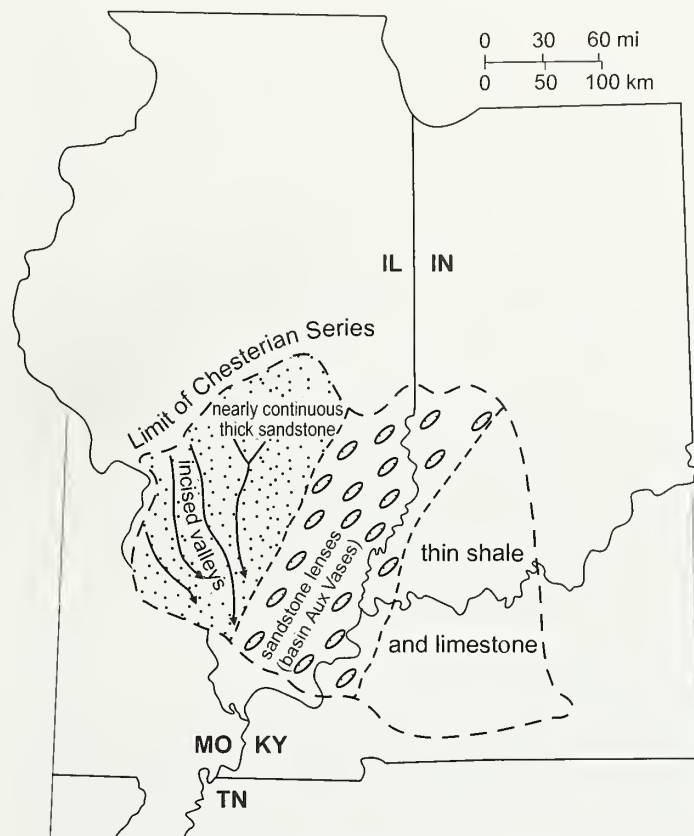 0 30 60 mi
0 50 100 km
IL IN
Limit of Chesterian Series
nearly continuous
thick sandstone
incised valleys
sandstone lenses
(basin Aux Vases)
thin shale
and limestone
MO KY
TN